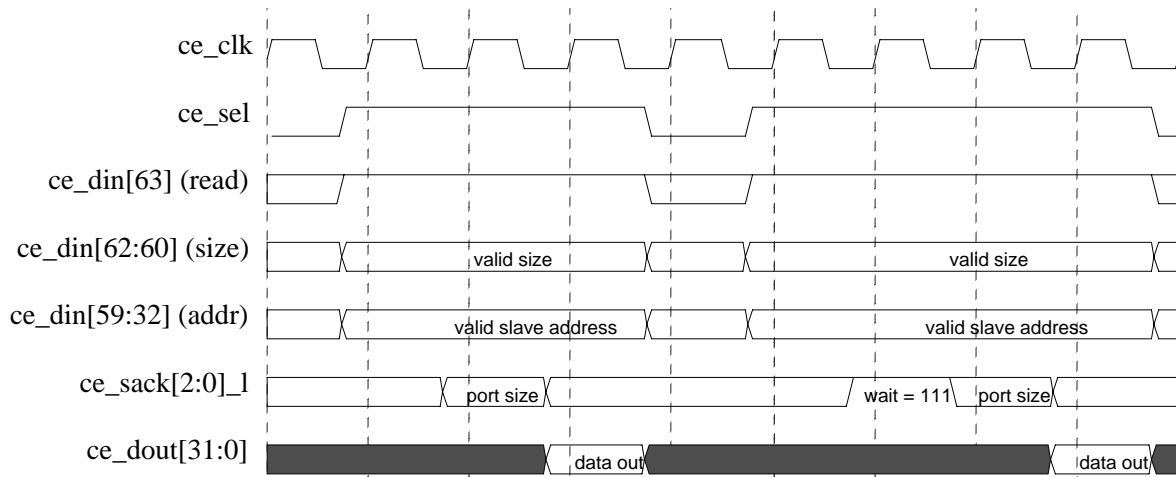 ce_clk
ce_sel
ce_din[63] (read)
ce_din[62:60] (size)
valid size
valid size
ce_din[59:32] (addr)
valid slave address
valid slave address
ce_sack[2:0]_l
port size
wait = 111
port size
ce_dout[31:0]
data out
data out